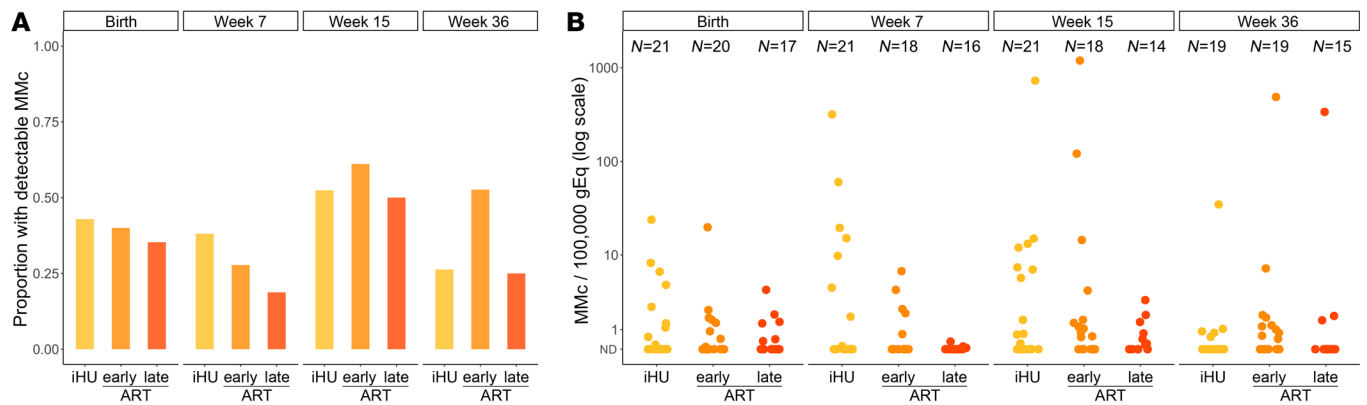 A
Birth
Week 7
Week 15
Week 36
Proportion with detectable MMc
1.00
0.75
0.50
0.25
0.00
iHU early late iHU early late iHU early late iHU early late
ART ART ART ART
B
Birth
Week 7
Week 15
Week 36
N=21 N=20 N=17 N=21 N=18 N=16 N=21 N=18 N=14 N=19 N=19 N=15
MMc / 100,000 gEq (log scale)
1000
100
10
1
ND
iHU early late iHU early late iHU early late iHU early late
ART ART ART ART